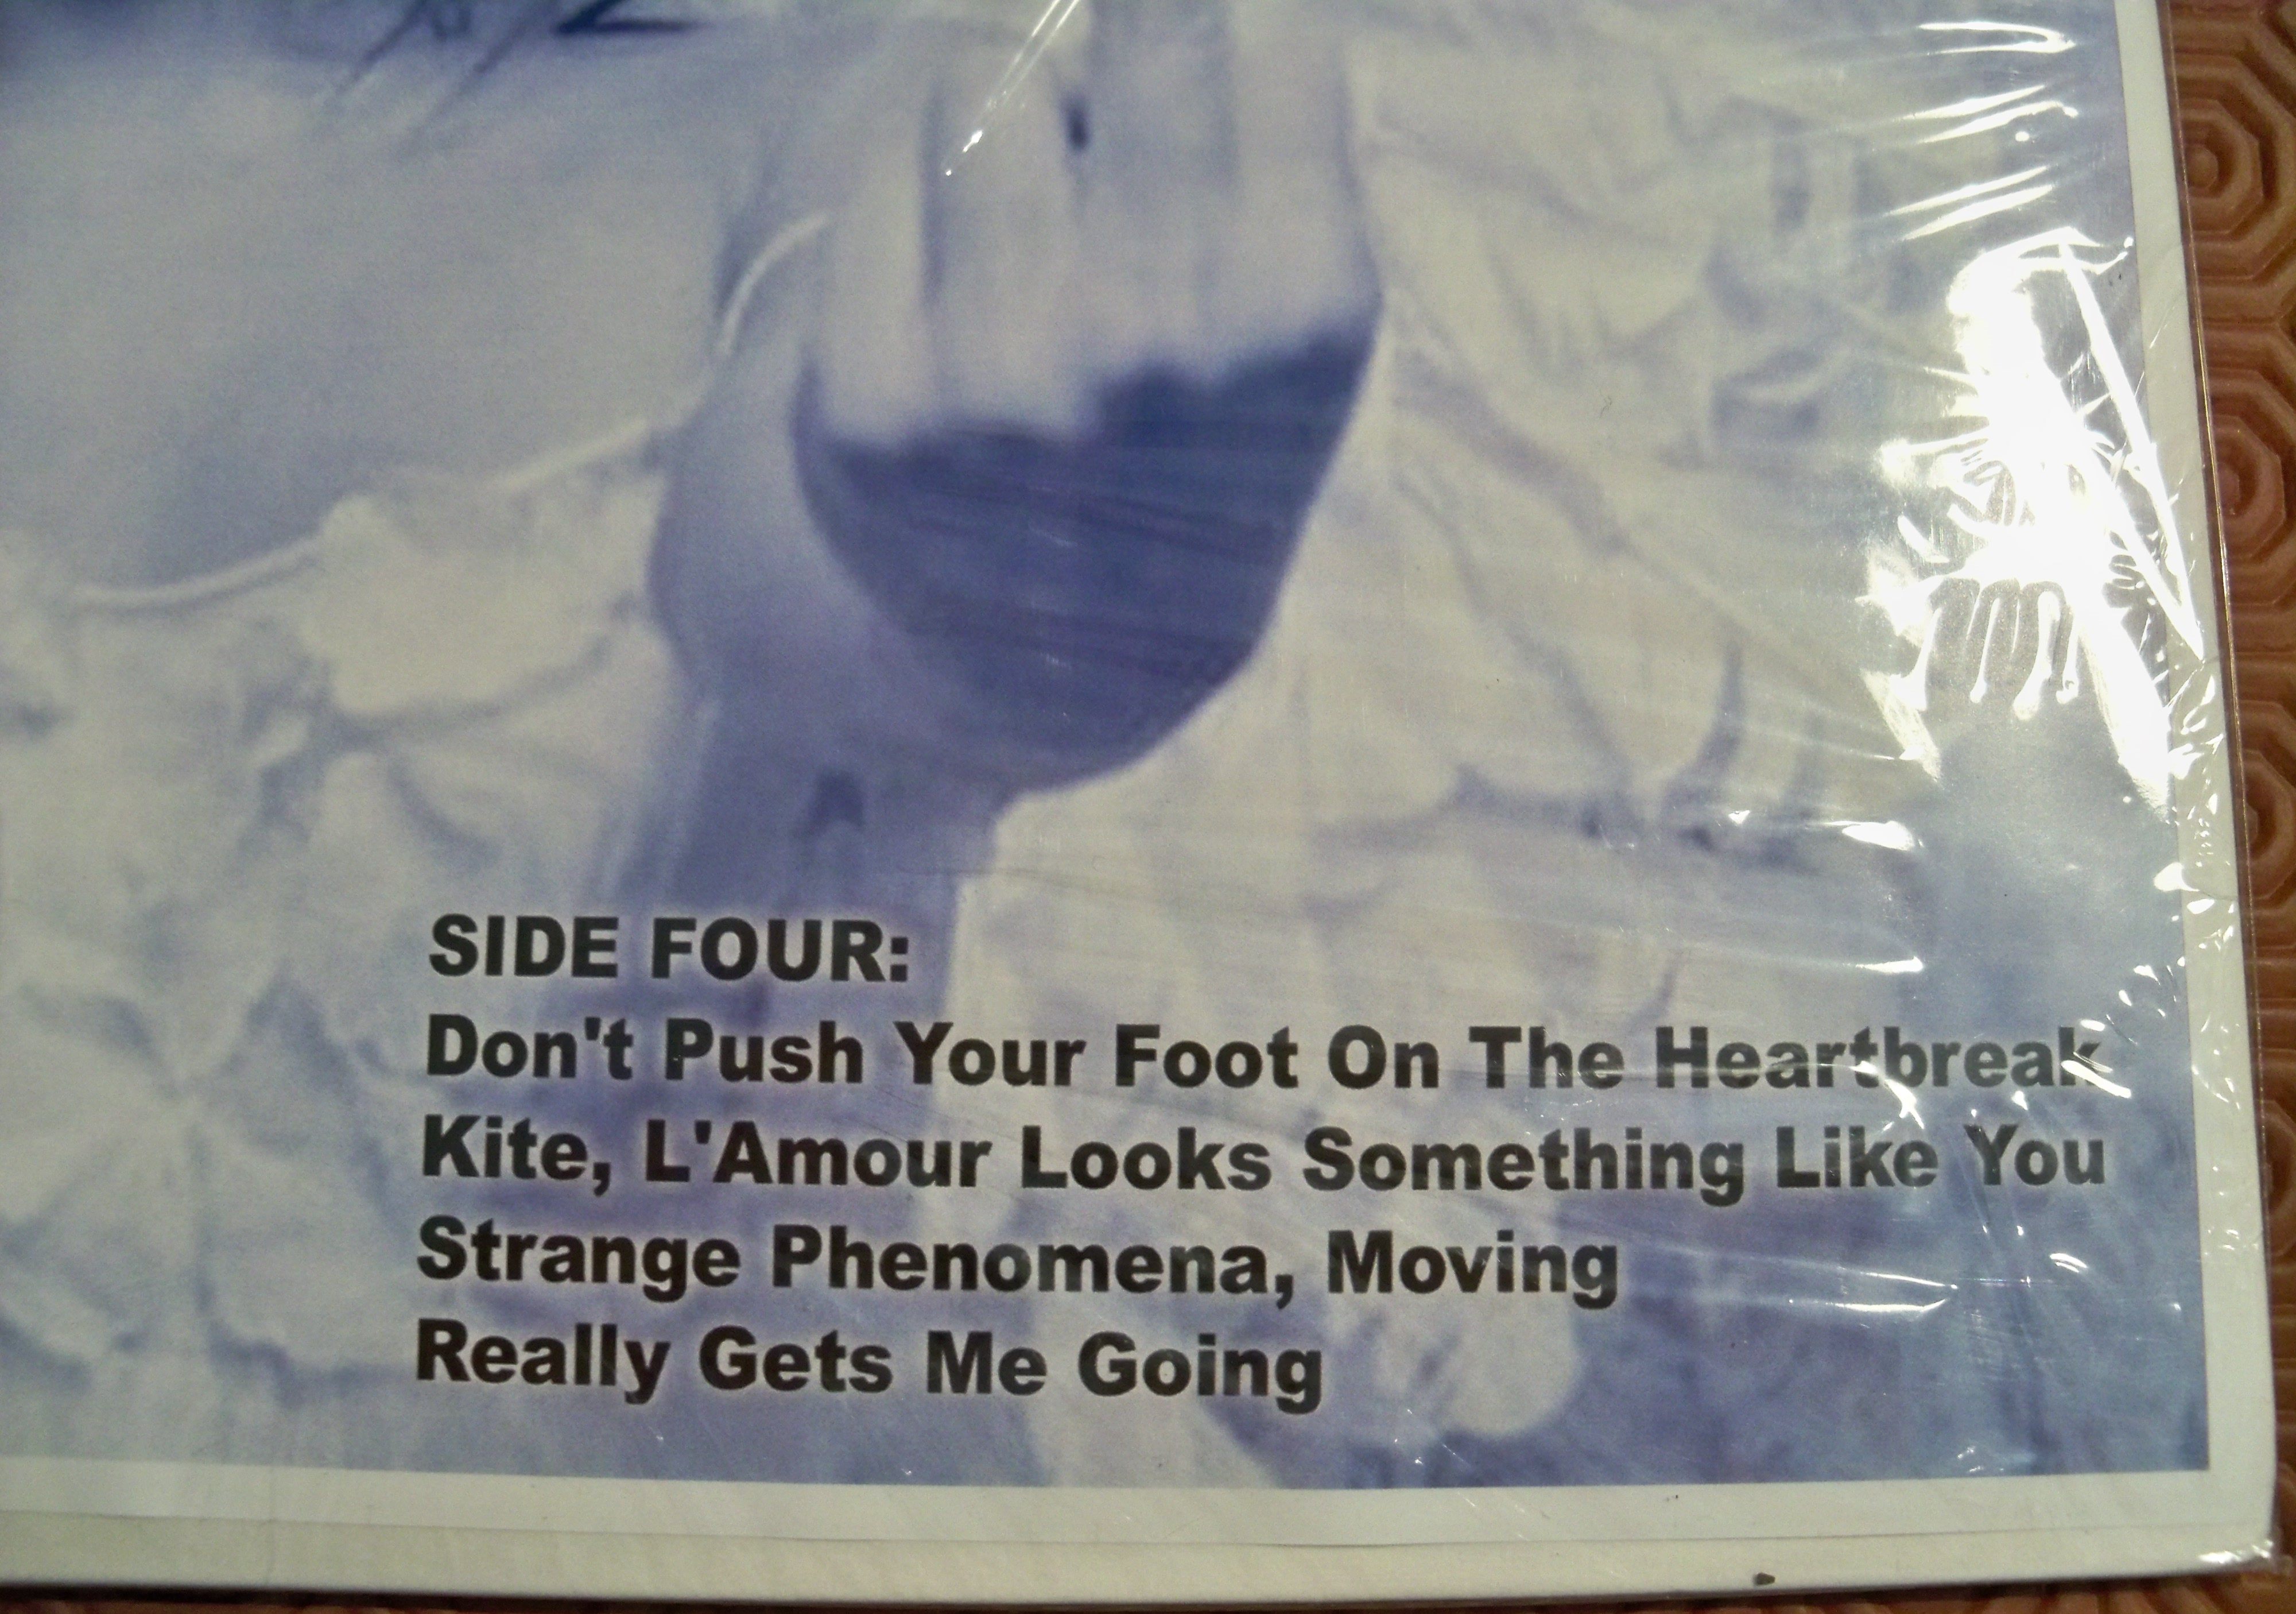 SIDE FOUR:
Don't Push Your Foot On The Heartbreak
Kite, L'Amour Looks Something Like You
Strange Phenomena, Moving
Really Gets Me Going